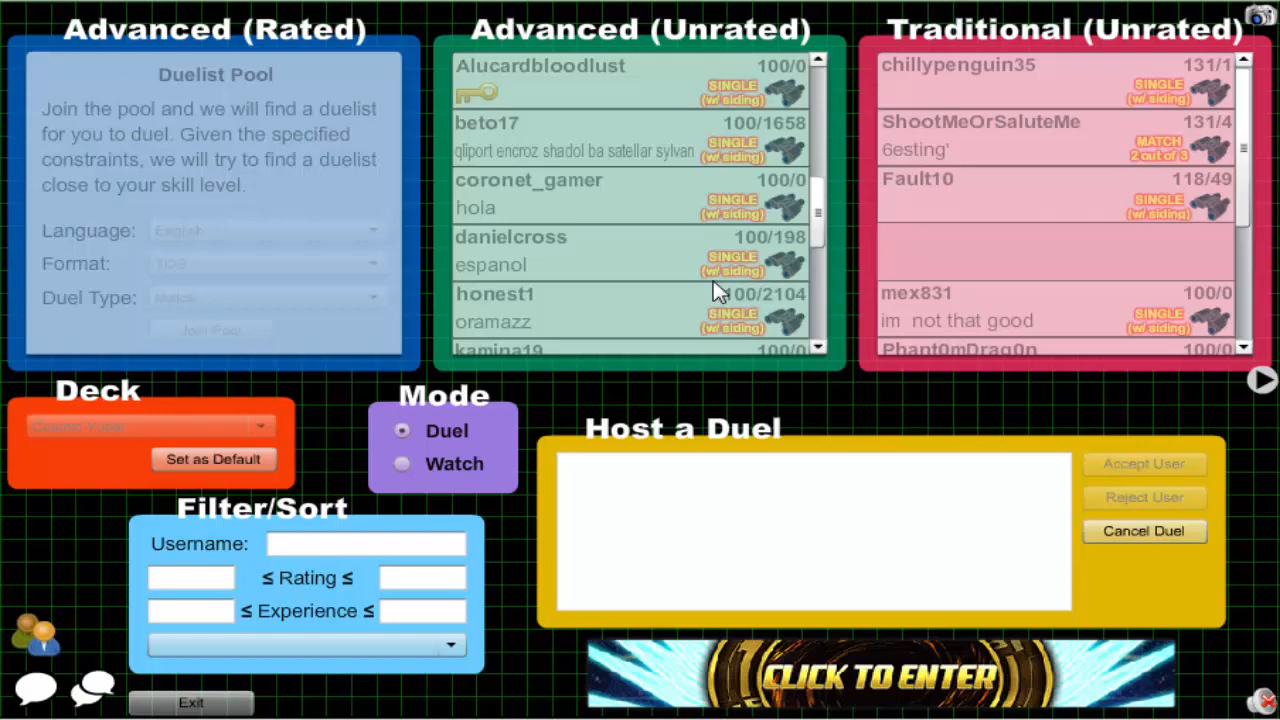 Advanced (Rated)
Duelist Pool
Join the pool and we will find a duelist
for you to duel. Given the specified
constraints, we will try to find a duelist
close to your skill level.
Language: English
Format: TCG
Duel Type: Match
Join Pool
Advanced (Unrated)
Alucardbloodlust 100/0
SINGLE
(w/ siding)
beto17 100/1658
qliport encroz shadol ba satellar sylvan SINGLE
(w/ siding)
coronet_gamer 100/0
hola SINGLE
(w/ siding)
danielcross 100/198
espanol SINGLE
(w/ siding)
honest1 100/2104
oramazz SINGLE
(w/ siding)
kamina19 100/0
Traditional (Unrated)
chillypenguin35 131/1
SINGLE
(w/ siding)
ShootMeOrSaluteMe 131/4
6esting' MATCH
2 out of 3
Fault10 118/49
SINGLE
(w/ siding)
mex831 100/0
im not that good SINGLE
(w/ siding)
Phant0mDrag0n 100/0
Deck
Set as Default
Mode
Duel
Watch
Filter/Sort
Username:
≤ Rating ≤
≤ Experience ≤
Host a Duel
Accept User
Reject User
Cancel Duel
CLICK TO ENTER
Exit